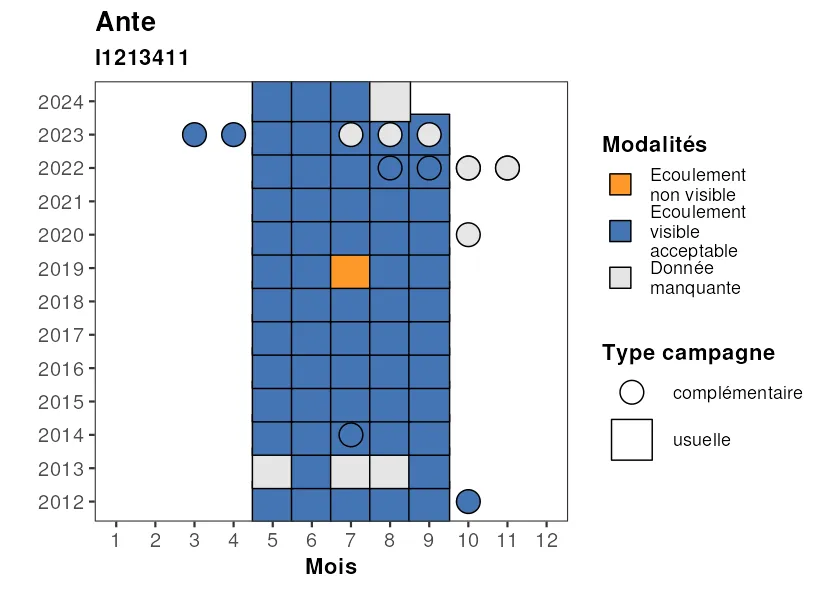 Ante
I1213411
2024
2023
2022
2021
2020
2019
2018
2017
2016
2015
2014
2013
2012
1 2 3 4 5 6 7 8 9 10 11 12
Mois
Modalités
Ecoulement
non visible
Ecoulement
visible
acceptable
Donnée
manquante
Type campagne
complémentaire
usuelle